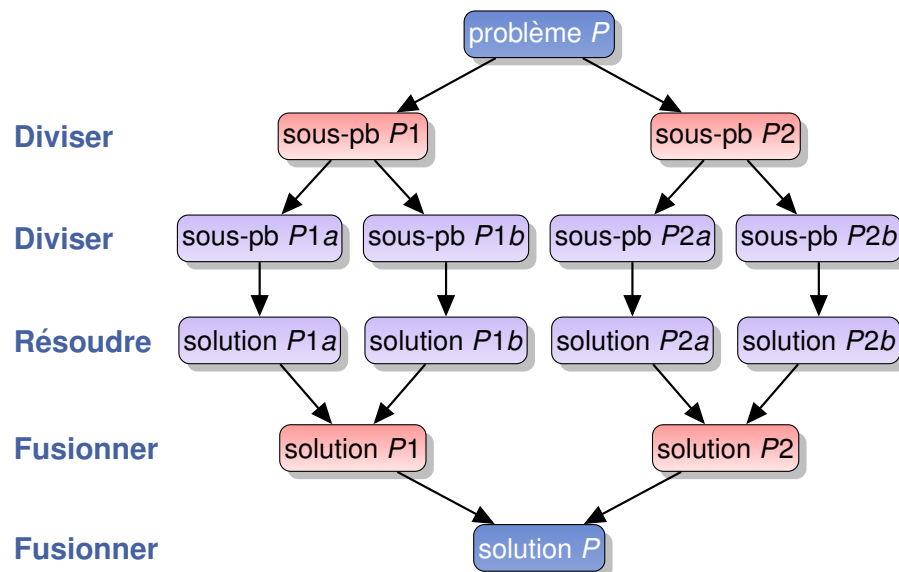 problème P
Diviser sous-pb P1 sous-pb P2
Diviser sous-pb P1a sous-pb P1b sous-pb P2a sous-pb P2b
Résoudre solution P1a solution P1b solution P2a solution P2b
Fusionner solution P1 solution P2
Fusionner solution P